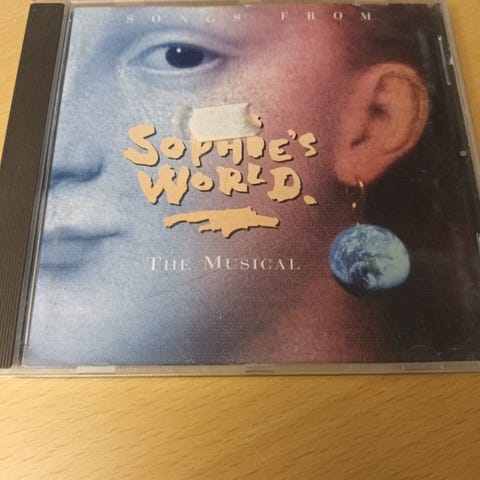 SONGS FROM
SOPHIE'S
WORLD.
THE MUSICAL